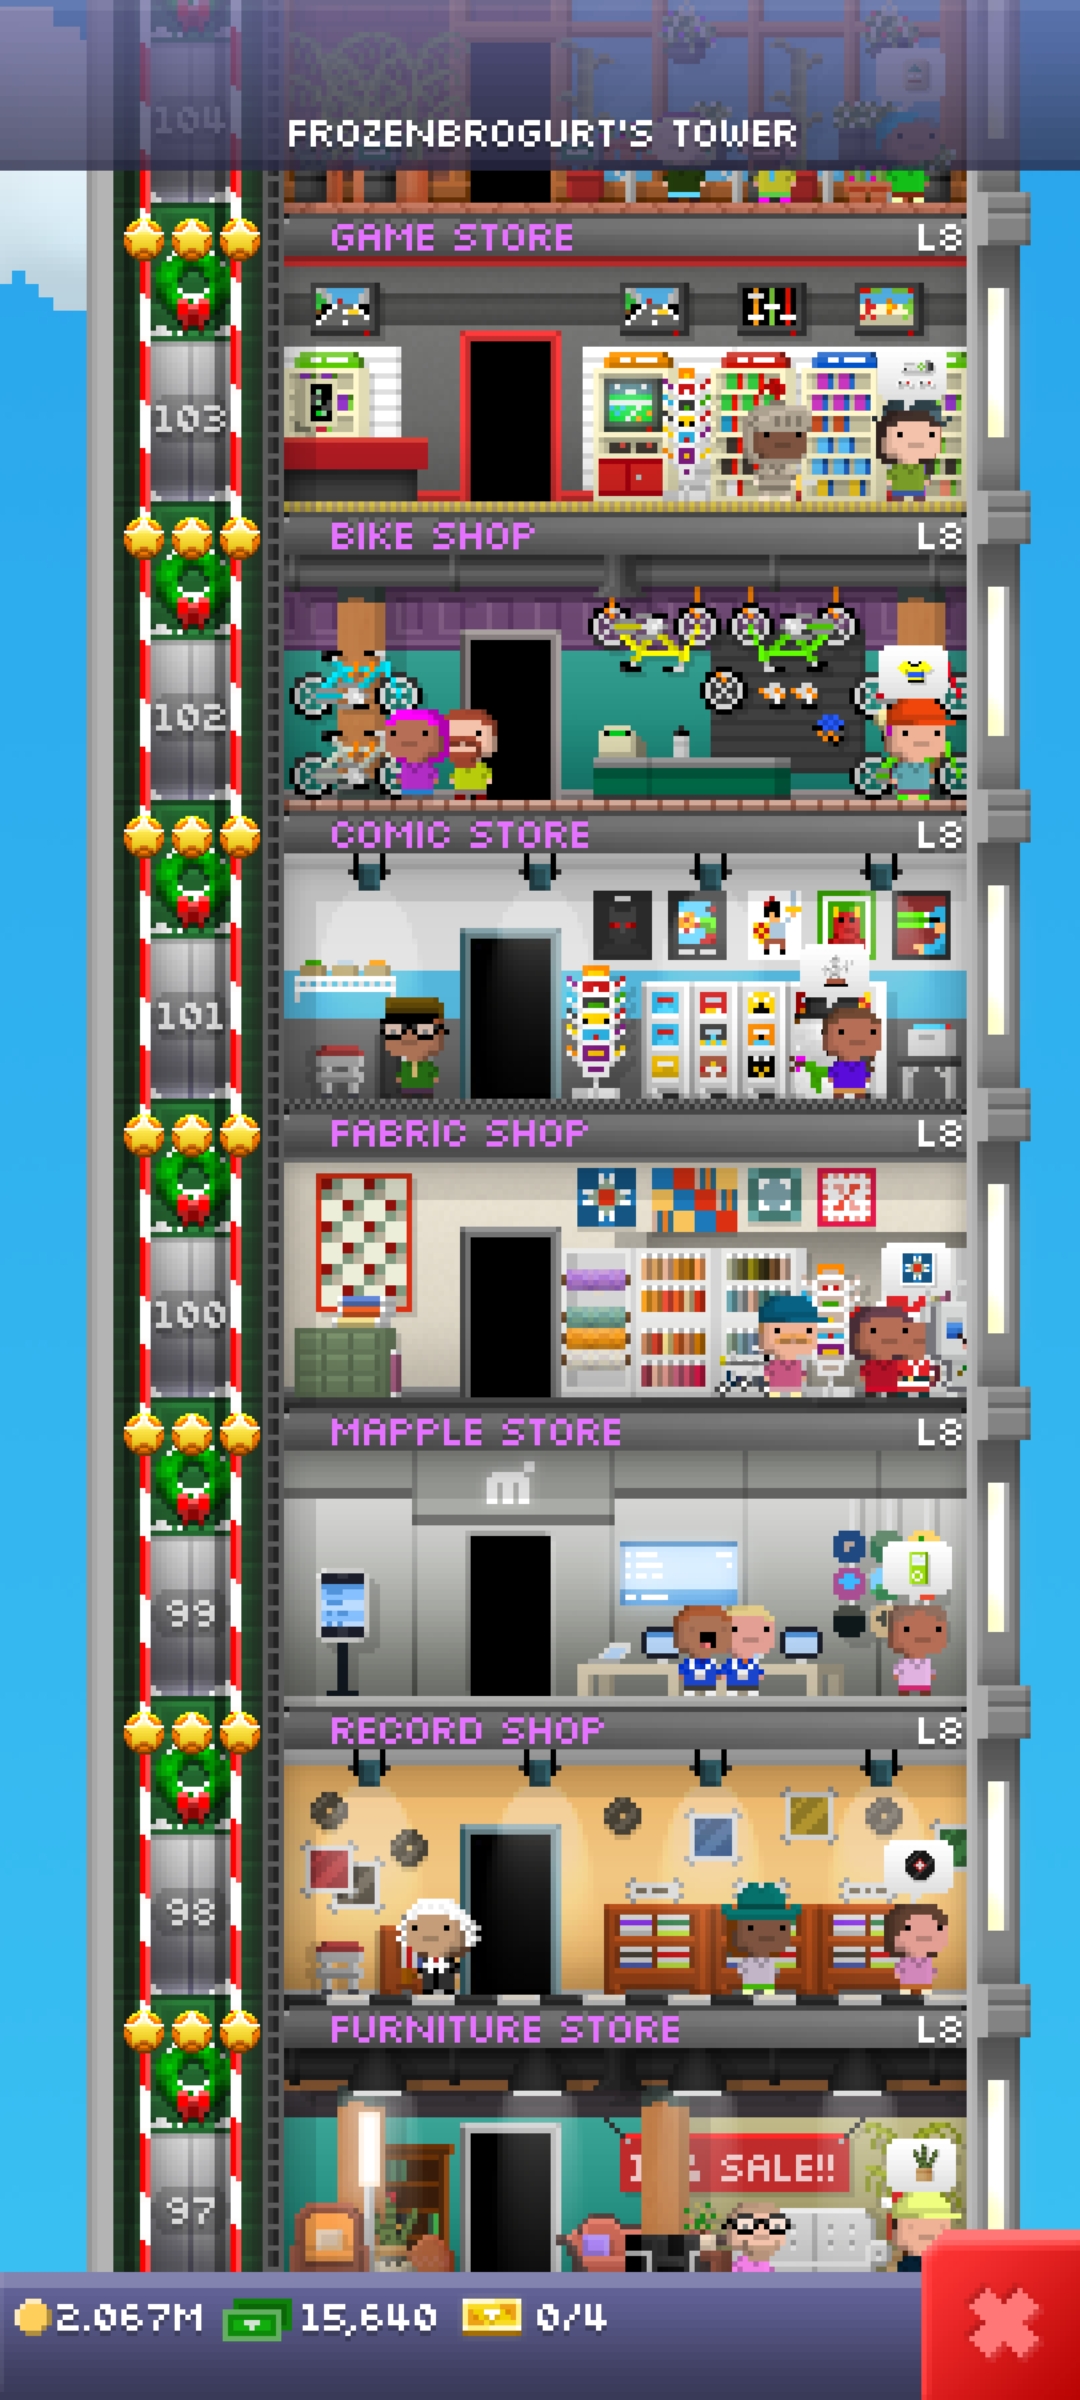 104
FROZENBROGURT'S TOWER
GAME STORE L8
103
BIKE SHOP L8
102
COMIC STORE L8
101
FABRIC SHOP L8
100
MAPPLE STORE L8
m
99
RECORD SHOP L8
98
FURNITURE STORE L8
SALE!!
97
2.067M 15,640 0/4